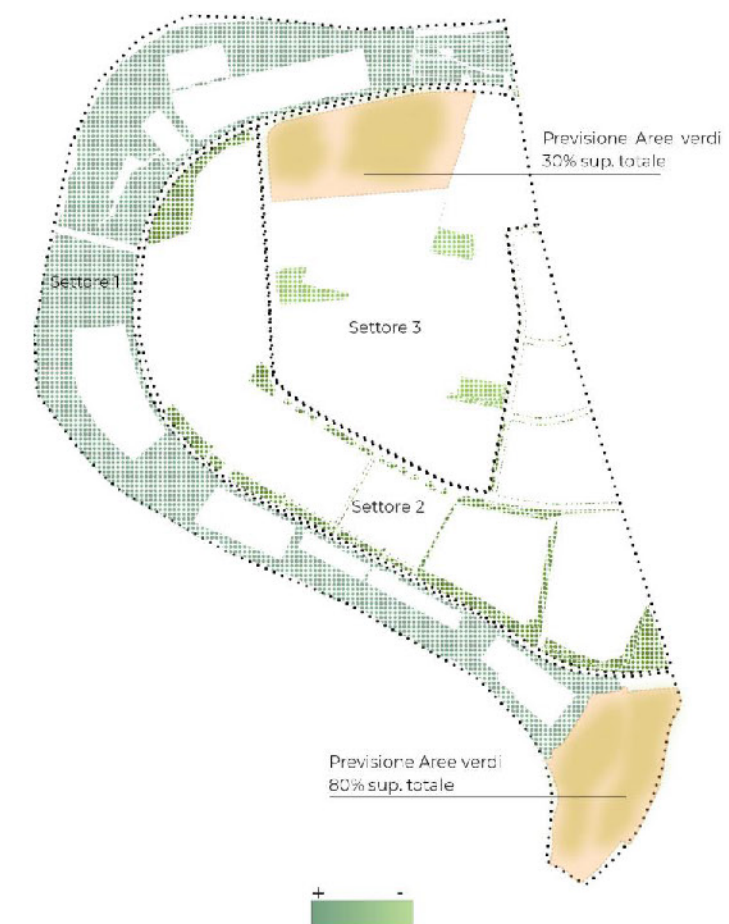 Previsione Aree verdi
30% sup. totale
Settore 1
Settore 3
Settore 2
Previsione Aree verdi
80% sup. totale
+ -